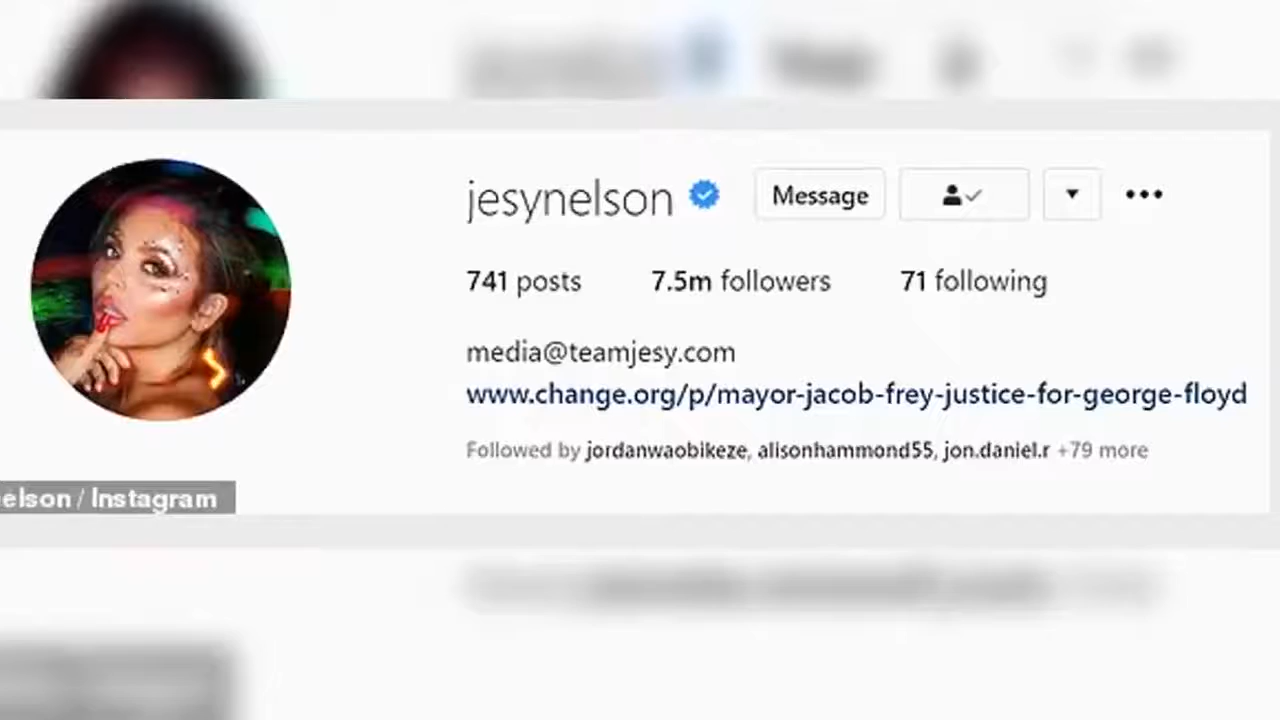 jesynelson
Message
741 posts 7.5m followers 71 following
media@teamjesy.com
www.change.org/p/mayor-jacob-frey-justice-for-george-floyd
Followed by jordanwaobikeze, alisonhammond55, jon.daniel.r +79 more
elson / Instagram